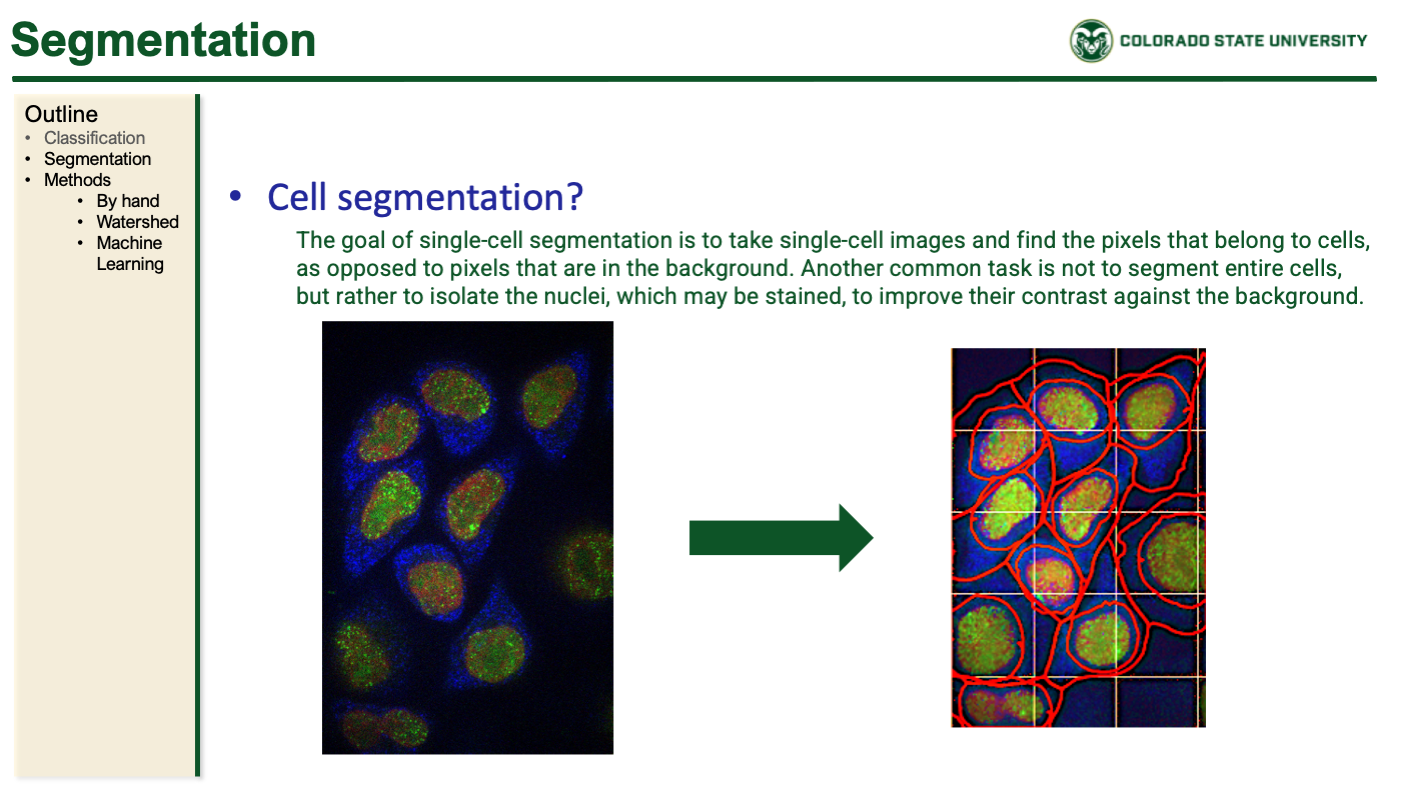 Segmentation
COLORADO STATE UNIVERSITY
Outline
• Classification
• Segmentation
• Methods
• By hand
• Watershed
• Machine
Learning
• Cell segmentation?
The goal of single-cell segmentation is to take single-cell images and find the pixels that belong to cells,
as opposed to pixels that are in the background. Another common task is not to segment entire cells,
but rather to isolate the nuclei, which may be stained, to improve their contrast against the background.